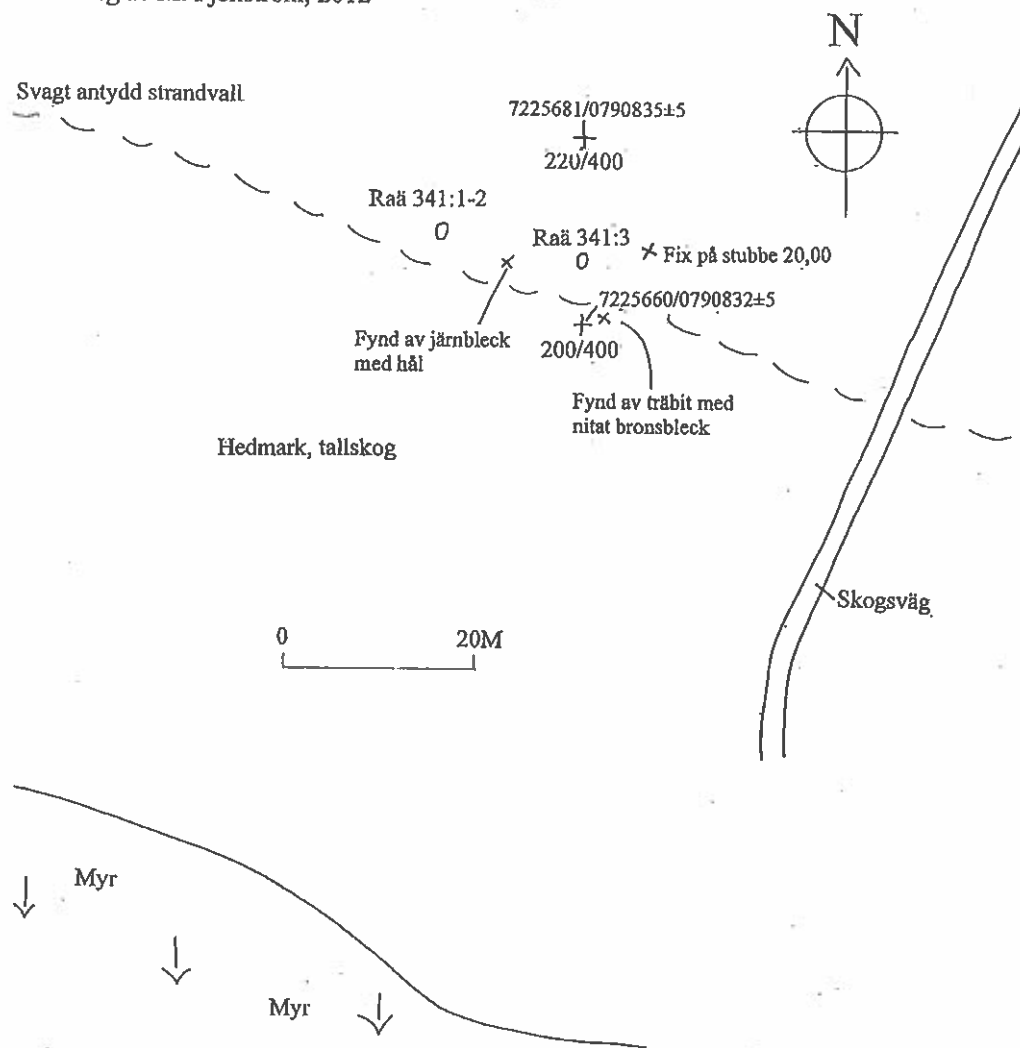 2012
N
Svagt antydd strandvall
7225681/0790835±5
220/400
Raä 341:1-2
Raä 341:3
Fix på stubbe 20,00
7225660/0790832±5
Fynd av järnbleck
med hål
200/400
Fynd av träbit med
nitat bronsbleck
Hedmark, tallskog
Skogsväg
0
20M
Myr
Myr